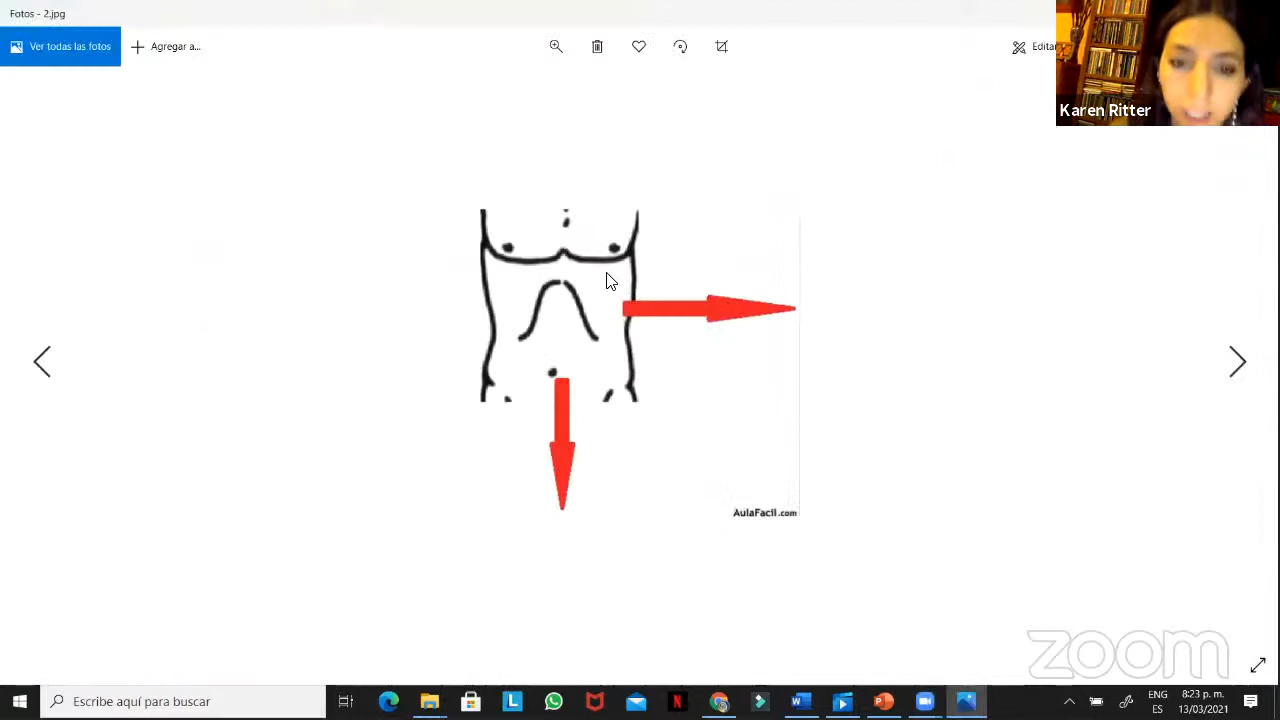 Fotos - 2.jpg
Ver todas las fotos
Agregar a...
Editar
Karen Ritter
AulaFacil.com
zoom
Escribe aquí para buscar
ENG
ES
8:23 p. m.
13/03/2021